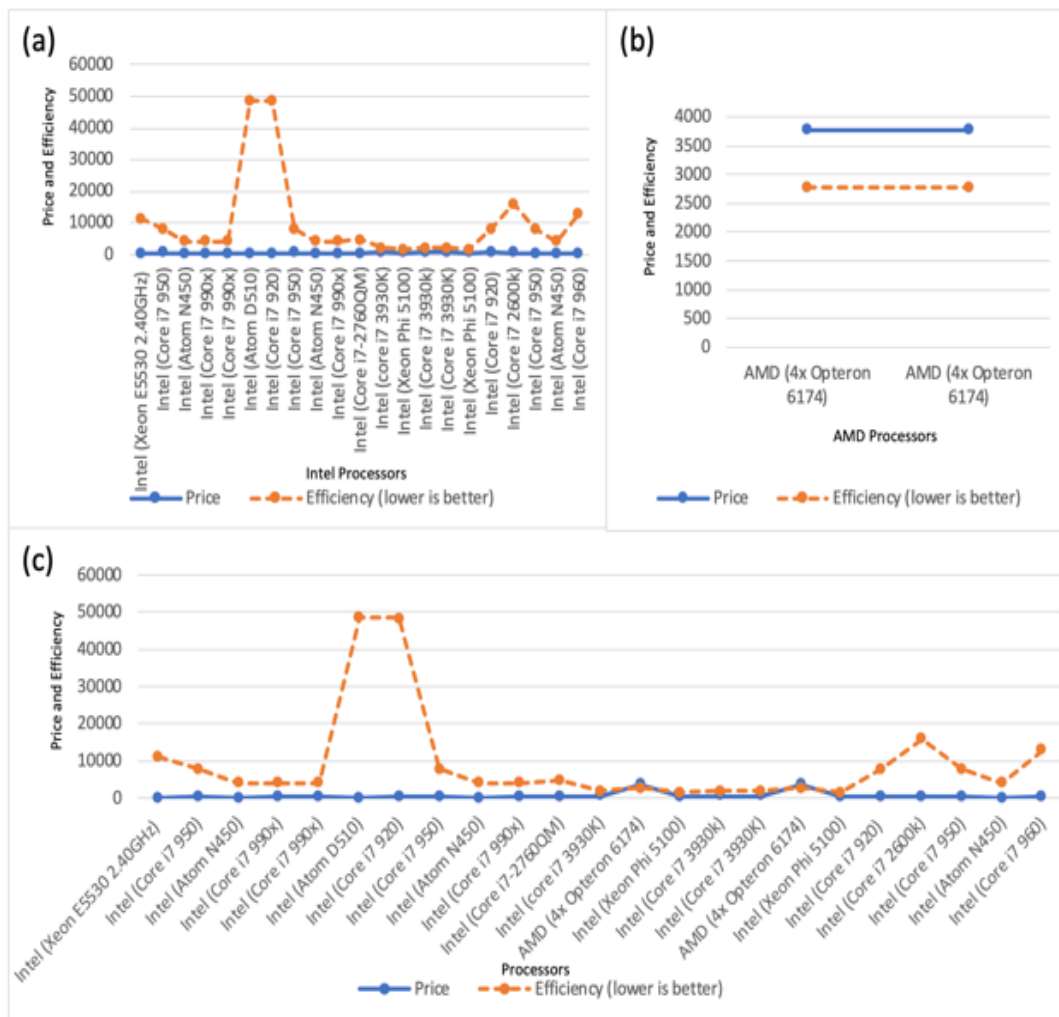 (a)
60000
50000
40000
30000
20000
10000
0
Price and Efficiency
Intel (Xeon E5530 2.40GHz)
Intel (Core i7 950)
Intel (Atom N450)
Intel (Core i7 990x)
Intel (Core i7 990x)
Intel (Atom D510)
Intel (Core i7 920)
Intel (Core i7 950)
Intel (Atom N450)
Intel (Core i7 990x)
Intel (Core i7-2760QM)
Intel (core i7 3930K)
Intel (Xeon Phi 5100)
Intel (Core i7 3930k)
Intel (Core i7 3930K)
Intel (Xeon Phi 5100)
Intel (Core i7 920)
Intel (Core i7 2600k)
Intel (Core i7 950)
Intel (Atom N450)
Intel (Core i7 960)
Intel Processors
Price
Efficiency (lower is better)
(b)
4000
3500
3000
2500
2000
1500
1000
500
0
Price and Efficiency
AMD (4x Opteron
6174)
AMD (4x Opteron
6174)
AMD Processors
Price
Efficiency (lower is better)
(c)
60000
50000
40000
30000
20000
10000
0
Price and Efficiency
Intel (Xeon E5530 2.40GHz)
Intel (Core i7 950)
Intel (Atom N450)
Intel (Core i7 990x)
Intel (Core i7 990x)
Intel (Atom D510)
Intel (Core i7 920)
Intel (Core i7 950)
Intel (Atom N450)
Intel (Core i7 990x)
Intel (Core i7-2760QM)
Intel (core i7 3930K)
AMD (4x Opteron 6174)
Intel (Xeon Phi 5100)
Intel (Core i7 3930k)
Intel (Core i7 3930K)
AMD (4x Opteron 6174)
Intel (Xeon Phi 5100)
Intel (Core i7 920)
Intel (Core i7 2600K)
Intel (Core i7 950)
Intel (Atom N450)
Intel (Core i7 960)
Processors
Price
Efficiency (lower is better)